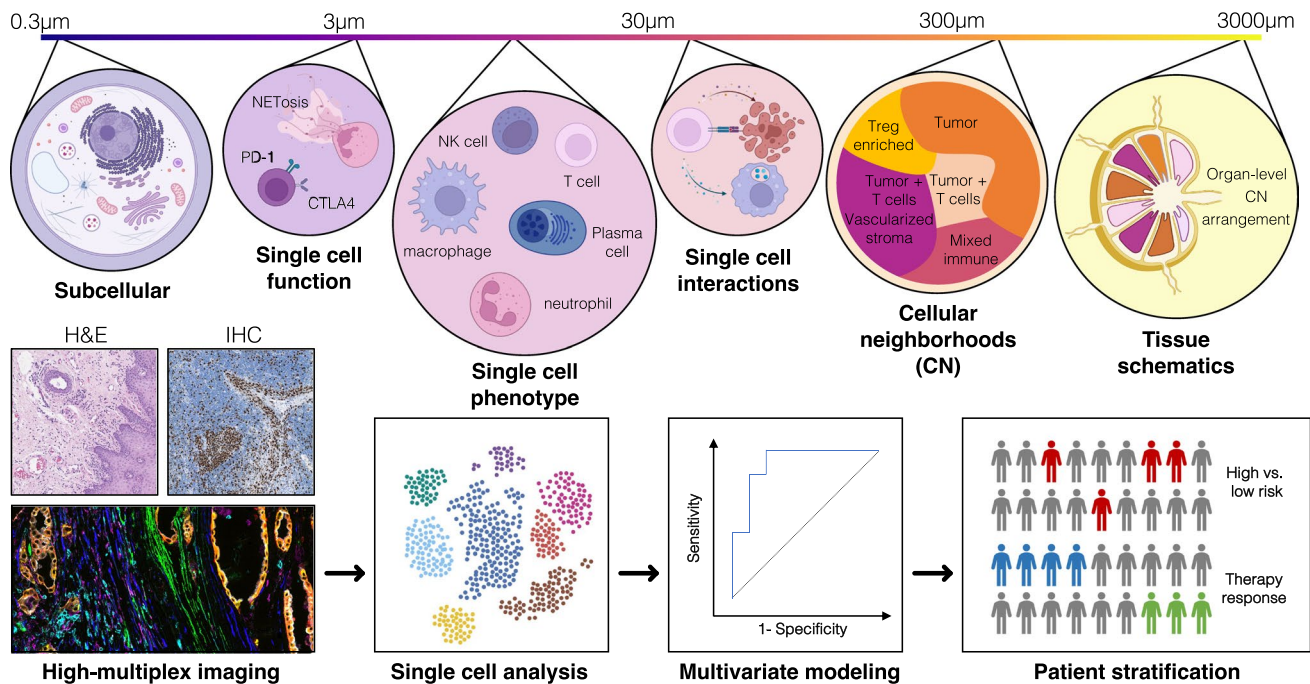 0.3µm
3µm
30µm
300µm
3000µm
NETosis
PD-1
CTLA4
NK cell
T cell
macrophage
Plasma
cell
neutrophil
Treg
enriched
Tumor
Tumor +
T cells
Vascularized
stroma
Tumor +
T cells
Mixed
immune
Organ-level
CN
arrangement
Subcellular
Single cell
function
Single cell
phenotype
Single cell
interactions
Cellular
neighborhoods
(CN)
Tissue
schematics
H&E
IHC
High-multiplex imaging
Single cell analysis
Sensitivity
1- Specificity
Multivariate modeling
High vs.
low risk
Therapy
response
Patient stratification